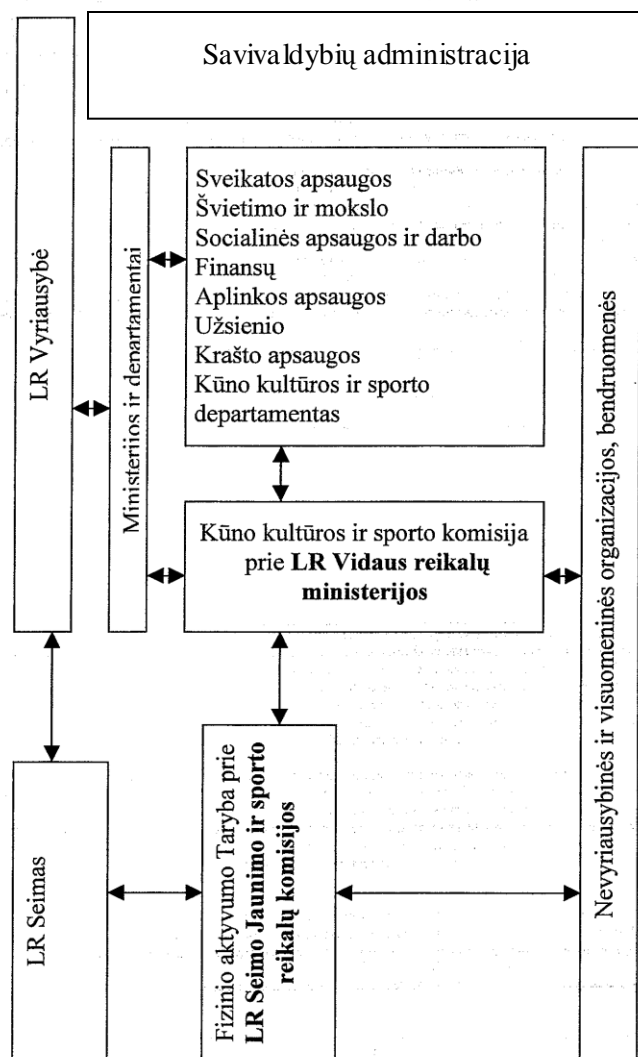 Savivaldybių administracija
LR Vyriausybė
Ministerijos ir departamentai
Sveikatos apsaugos
Švietimo ir mokslo
Socialinės apsaugos ir darbo
Finansų
Aplinkos apsaugos
Užsienio
Krašto apsaugos
Kūno kultūros ir sporto
departamentas
Kūno kultūros ir sporto komisija
prie LR Vidaus reikalų
ministerijos
Nevyriausybinės ir visuomeninės organizacijos, bendruomenės
LR Seimas
Fizinio aktyvumo Taryba prie
LR Seimo Jaunimo ir sporto
reikalų komisijos